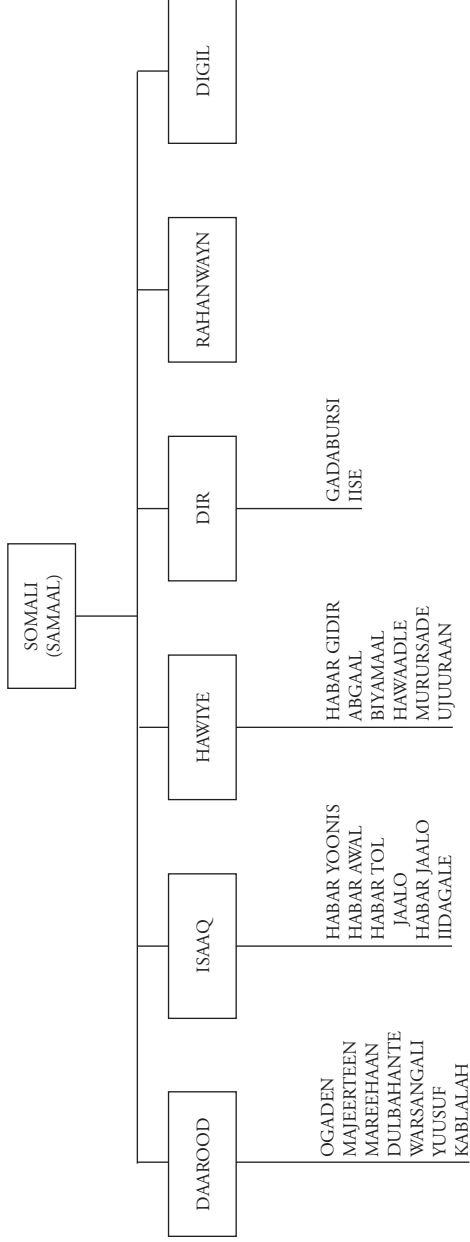 SOMALI
(SAMAAL)
DAAROOD
ISAAQ
HAWIYE
DIR
RAHANWAYN
DIGIL
OGADEN
MAJEERTEEN
MAREEHAAN
DULBAHANTE
WARSANGALI
YUUSUF
KABLALAH
HABAR YOONIS
HABAR AWAL
HABAR TOL
JAALO
HABAR JAALO
IIDAGALE
HABAR GIDIR
ABGAAL
BIYAMAAL
HAWAADLE
MURURSADE
UJUURAAN
GADABURSI
IISE